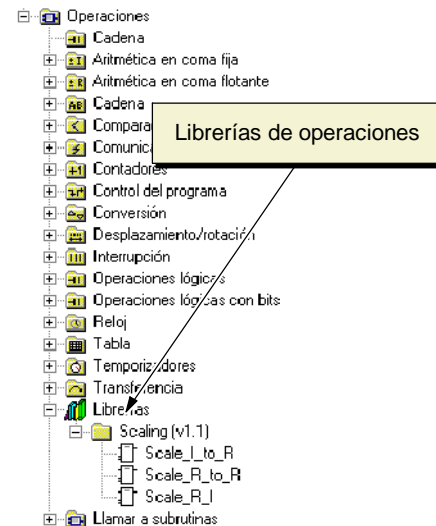 Operaciones
Cadena
Aritmética en coma fija
Aritmética en coma flotante
Cadena
Compara
Comunica
Librerías de operaciones
Contadores
Control del programa
Conversión
Desplazamiento/rotación
Interrupción
Operaciones lógicas
Operaciones lógicas con bits
Reloj
Tabla
Temporizadores
Transferencia
Librerías
Scaling (v1.1)
Scale_I_to_R
Scale_R_to_R
Scale_R_I
Llamar a subrutinas